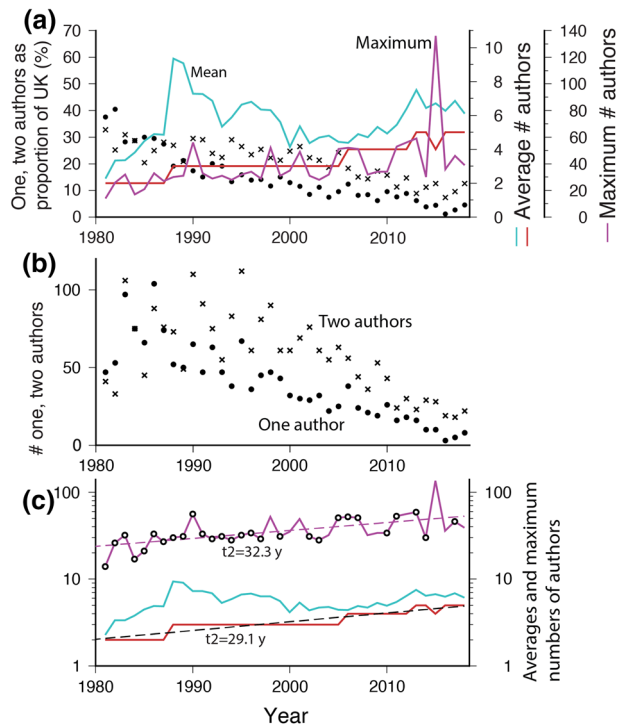 (a)
One, two authors as
proportion of UK (%)
70
60
50
40
30
20
10
0
Mean
Maximum
10
8
6
4
2
0
Average # authors
140
120
100
80
60
40
20
0
Maximum # authors
1980
1990
2000
2010
(b)
# one, two authors
100
50
0
Two authors
One author
1980
1990
2000
2010
(c)
100
10
1
t2=32.3 y
t2=29.1 y
100
10
1
Averages and maximum
numbers of authors
1980
1990
2000
2010
Year